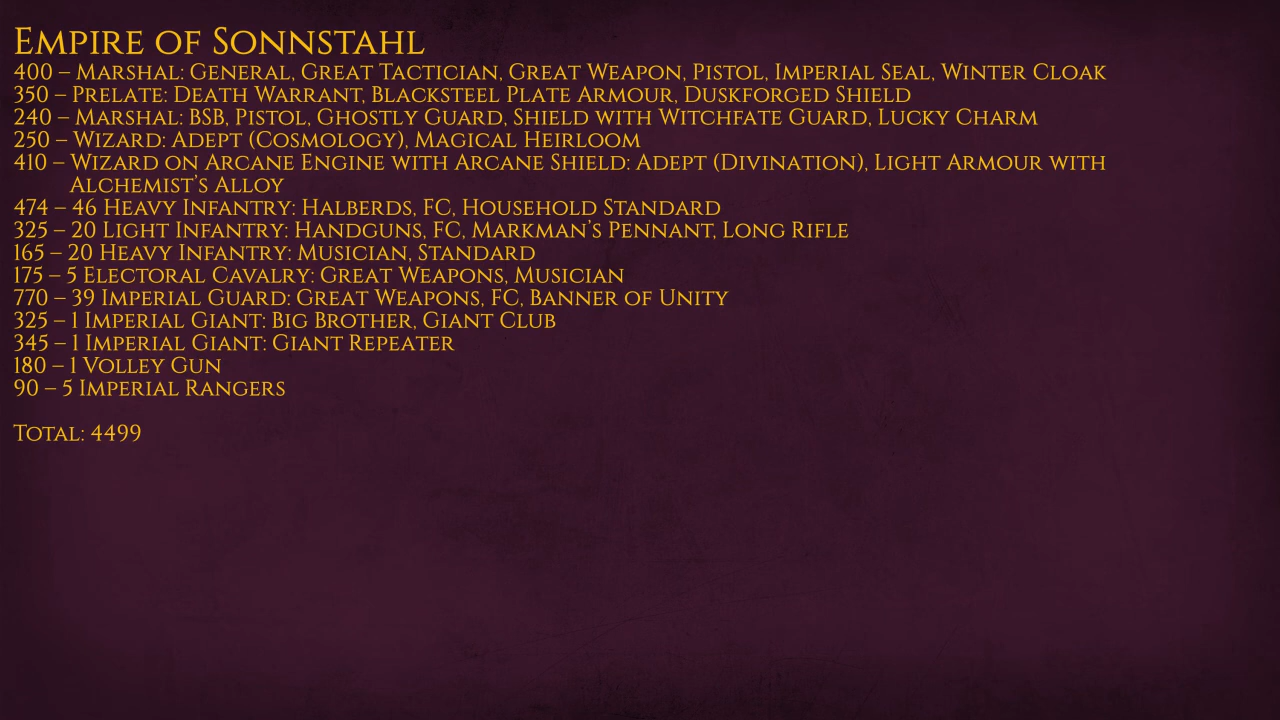 Empire of Sonnstahl
400 – Marshal: General, Great Tactician, Great Weapon, Pistol, Imperial Seal, Winter Cloak
350 – Prelate: Death Warrant, Blacksteel Plate Armour, Duskforged Shield
240 – Marshal: BSB, Pistol, Ghostly Guard, Shield with Witchfate Guard, Lucky Charm
250 – Wizard: Adept (Cosmology), Magical Heirloom
410 – Wizard on Arcane Engine with Arcane Shield: Adept (Divination), Light Armour with
Alchemist's Alloy
474 – 46 Heavy Infantry: Halberds, FC, Household Standard
325 – 20 Light Infantry: Handguns, FC, Markman's Pennant, Long Rifle
165 – 20 Heavy Infantry: Musician, Standard
175 – 5 Electoral Cavalry: Great Weapons, Musician
770 – 39 Imperial Guard: Great Weapons, FC, Banner of Unity
325 – 1 Imperial Giant: Big Brother, Giant Club
345 – 1 Imperial Giant: Giant Repeater
180 – 1 Volley Gun
90 – 5 Imperial Rangers
Total: 4499